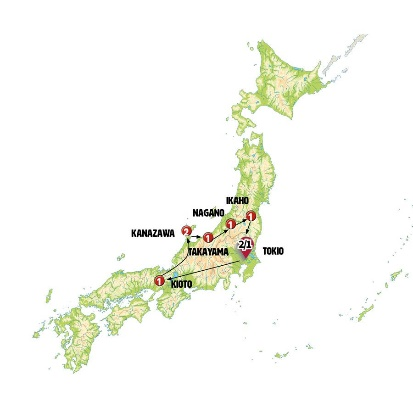 IKAHO
1
NAGANO
1
KANAZAWA
2
1
TAKAYAMA
2/1
TOKIO
1
KIOTO